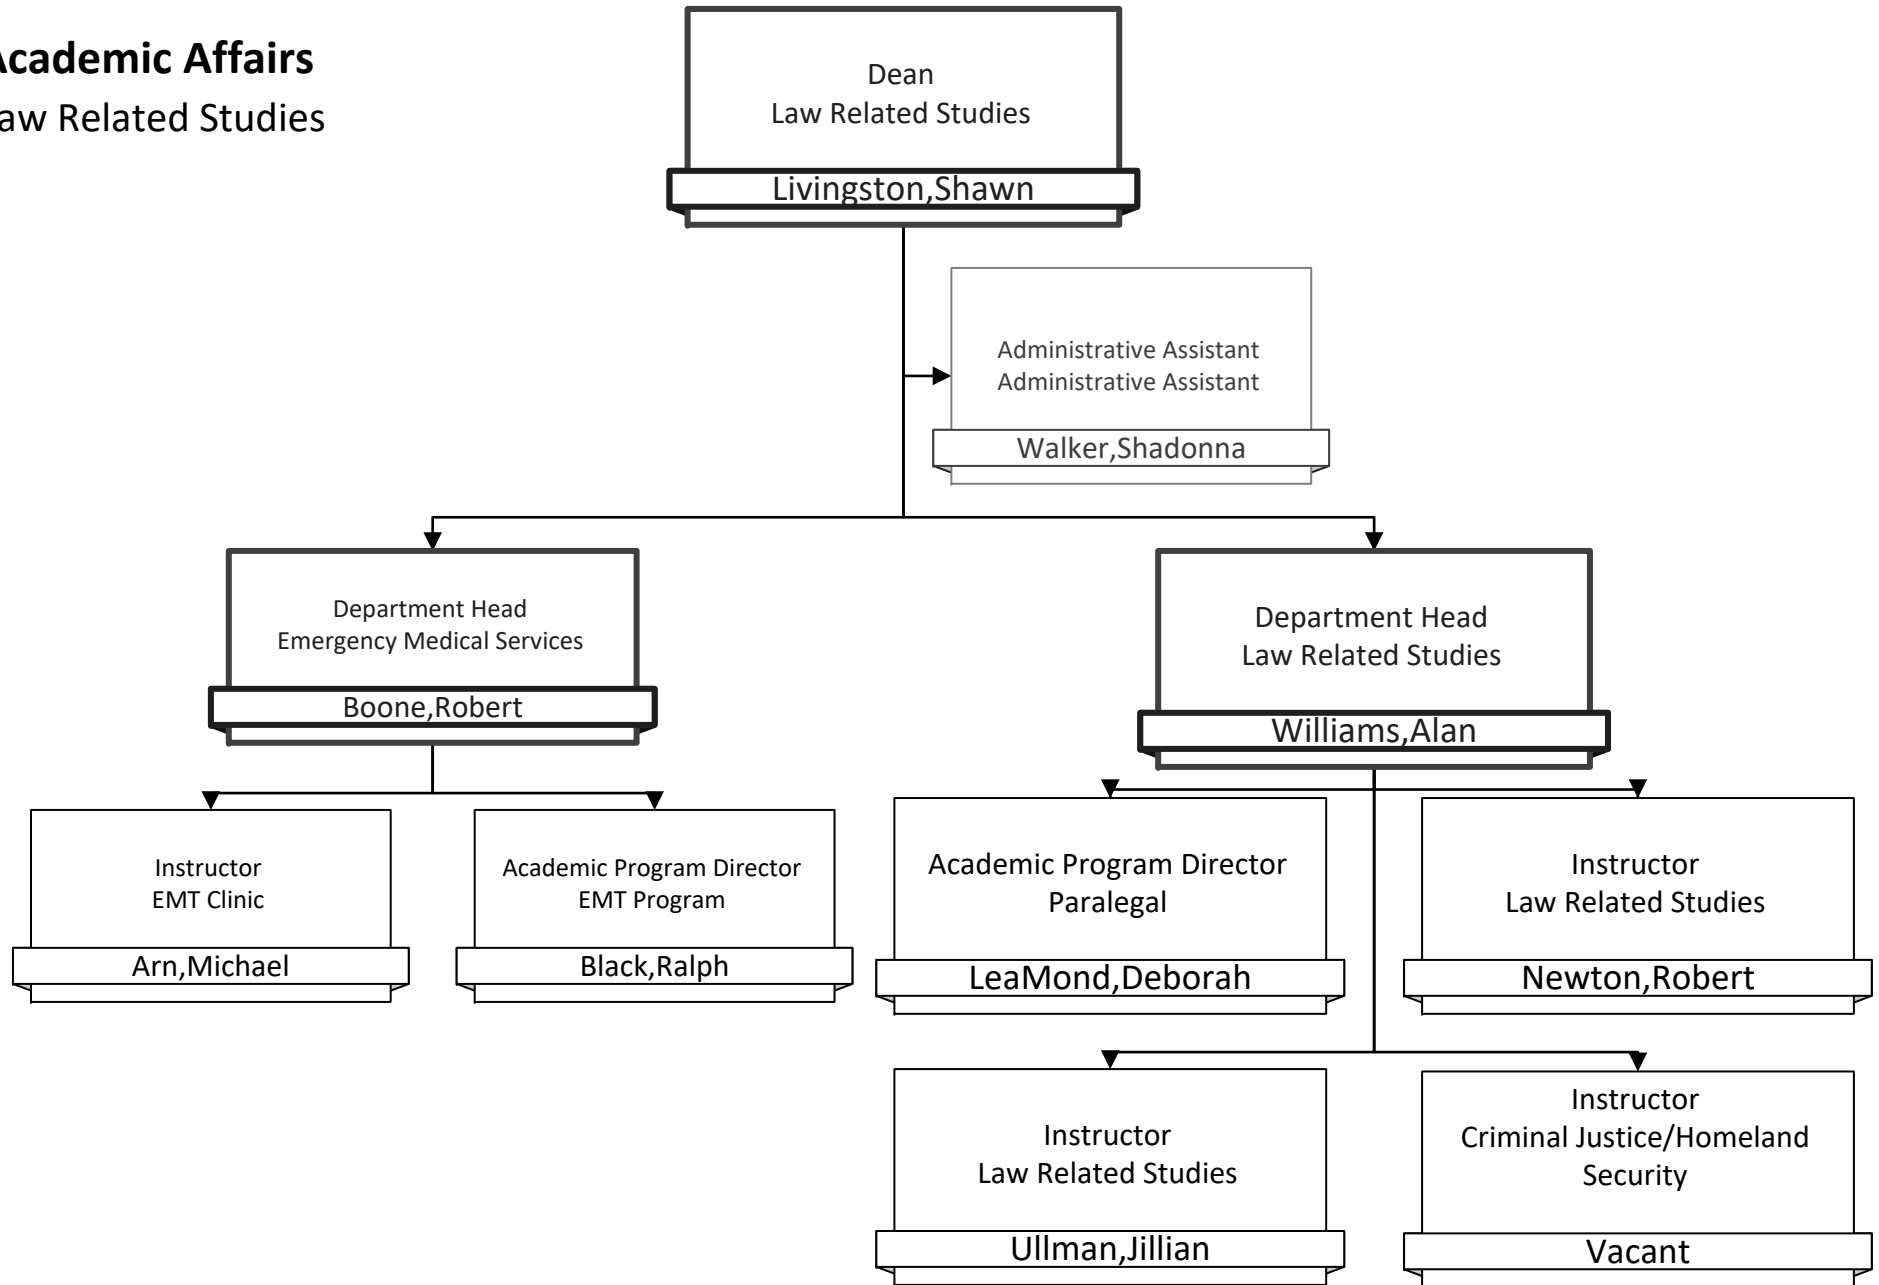 Academic Affairs
aw Related Studies
Dean
Law Related Studies
Livingston,Shawn
Administrative Assistant
Administrative Assistant
Walker,Shadonna
Department Head
Emergency Medical Services
Boone,Robert
Department Head
Law Related Studies
Williams,Alan
Instructor
EMT Clinic
Arn,Michael
Academic Program Director
EMT Program
Black,Ralph
Academic Program Director
Paralegal
LeaMond,Deborah
Instructor
Law Related Studies
Newton,Robert
Instructor
Law Related Studies
Ullman,Jillian
Instructor
Criminal Justice/Homeland
Security
Vacant